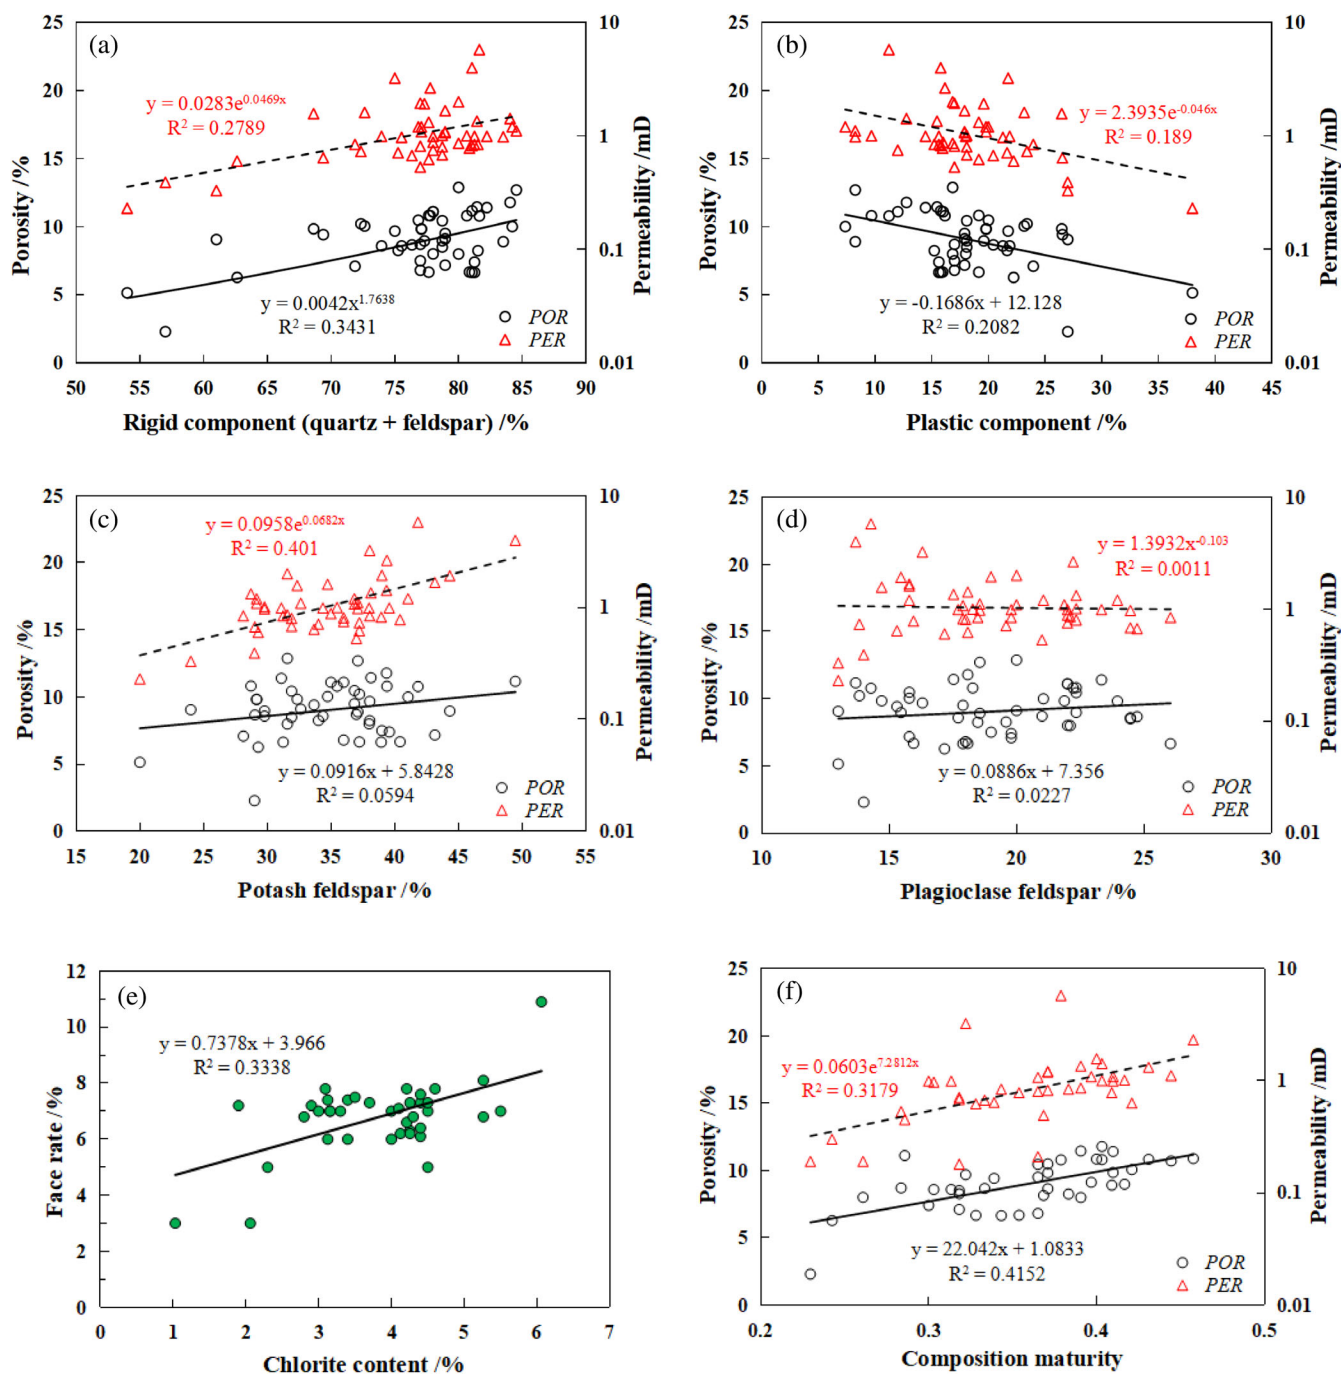 (a)
25
20
15
10
5
0
10
1
0.1
0.01
y = 0.0283e^0.0469x
R² = 0.2789
y = 0.0042x^1.7638
R² = 0.3431
POR
PER
50 55 60 65 70 75 80 85 90
Porosity /%
Permeability /mD
Rigid component (quartz + feldspar) /%
(b)
25
20
15
10
5
0
10
1
0.1
0.01
y = 2.3935e^-0.046x
R² = 0.189
y = -0.1686x + 12.128
R² = 0.2082
POR
PER
0 5 10 15 20 25 30 35 40 45
Porosity /%
Permeability /mD
Plastic component /%
(c)
25
20
15
10
5
0
10
1
0.1
0.01
y = 0.0958e^0.0682x
R² = 0.401
y = 0.0916x + 5.8428
R² = 0.0594
POR
PER
15 20 25 30 35 40 45 50 55
Porosity /%
Permeability /mD
Potash feldspar /%
(d)
25
20
15
10
5
0
10
1
0.1
0.01
y = 1.3932x^-0.103
R² = 0.0011
y = 0.0886x + 7.356
R² = 0.0227
POR
PER
10 15 20 25 30
Porosity /%
Permeability /mD
Plagioclase feldspar /%
(e)
12
10
8
6
4
2
0
y = 0.7378x + 3.966
R² = 0.3338
0 1 2 3 4 5 6 7
Face rate /%
Chlorite content /%
(f)
25
20
15
10
5
0
10
1
0.1
0.01
y = 0.0603e^7.2812x
R² = 0.3179
y = 22.042x + 1.0833
R² = 0.4152
POR
PER
0.2 0.3 0.4 0.5
Porosity /%
Permeability /mD
Composition maturity